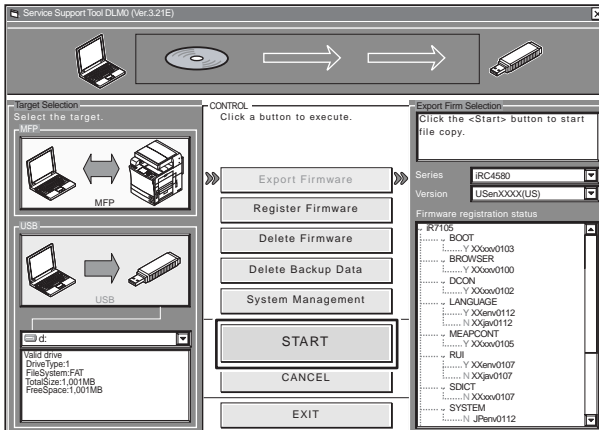 Service Support Tool DLM0 (Ver.3.21E)
Target Selection
Select the target.
MFP
MFP
USB
USB
d:
Valid drive
DriveType:1
FileSystem:FAT
TotalSize:1,001MB
FreeSpace:1,001MB
CONTROL
Click a button to execute.
Export Firmware
Register Firmware
Delete Firmware
Delete Backup Data
System Management
START
CANCEL
EXIT
Export Firm Selection
Click the <Start> button to start
file copy.
Series iRC4580
Version USenXXXX(US)
Firmware registration status
iR7105
BOOT
Y XXxxv0103
BROWSER
Y XXxxv0100
DCON
Y XXxxv0102
LANGUAGE
Y XXenv0112
N XXjav0112
MEAPCONT
Y XXxxv0105
RUI
Y XXenv0107
N XXjav0107
SDICT
N XXxxv0107
SYSTEM
N JPenv0112